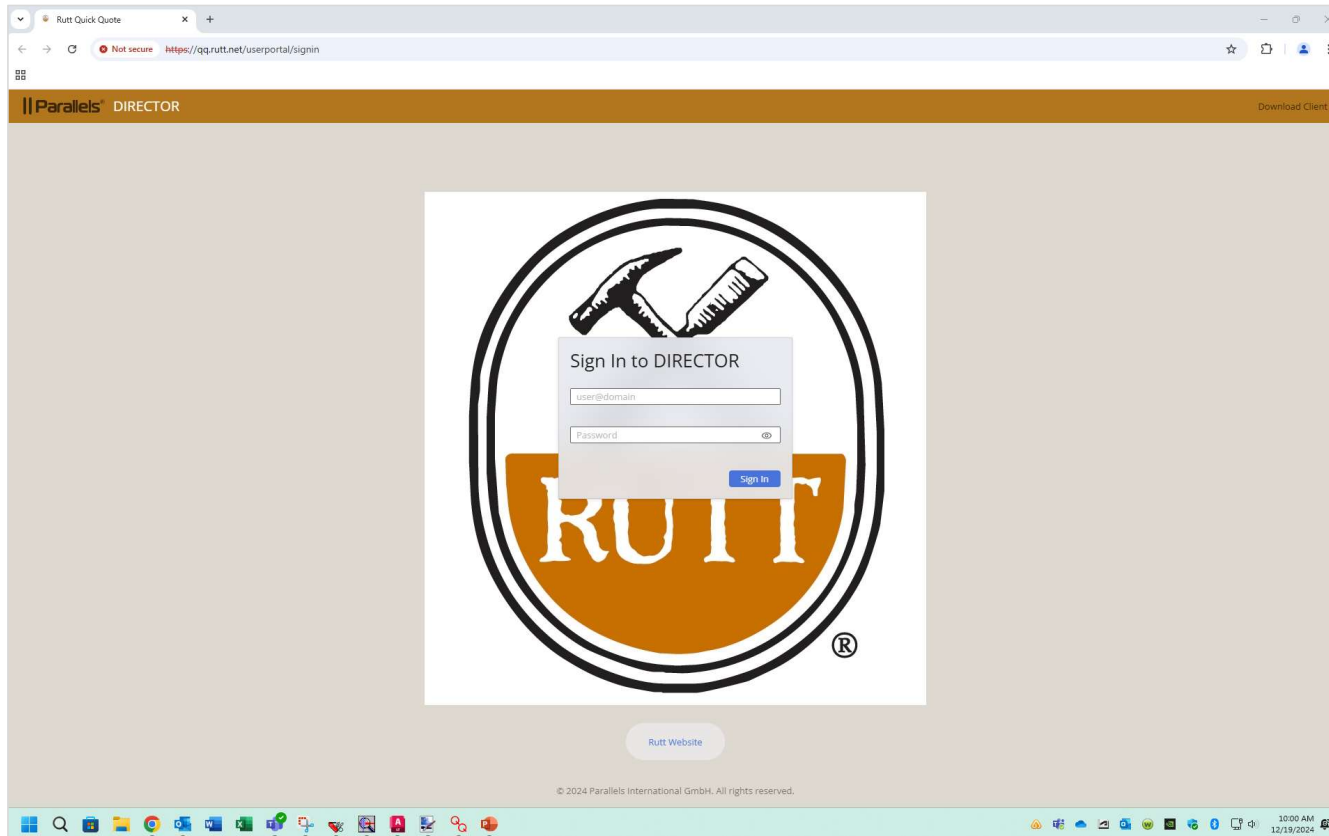 Rutt Quick Quote
Not secure https://qq.rutt.net/userportal/signin
Parallels® DIRECTOR
Download Client
Sign In to DIRECTOR
user@domain
Password
Sign In
RUTT
®
Rutt Website
© 2024 Parallels International GmbH. All rights reserved.
10:00 AM
12/19/2024